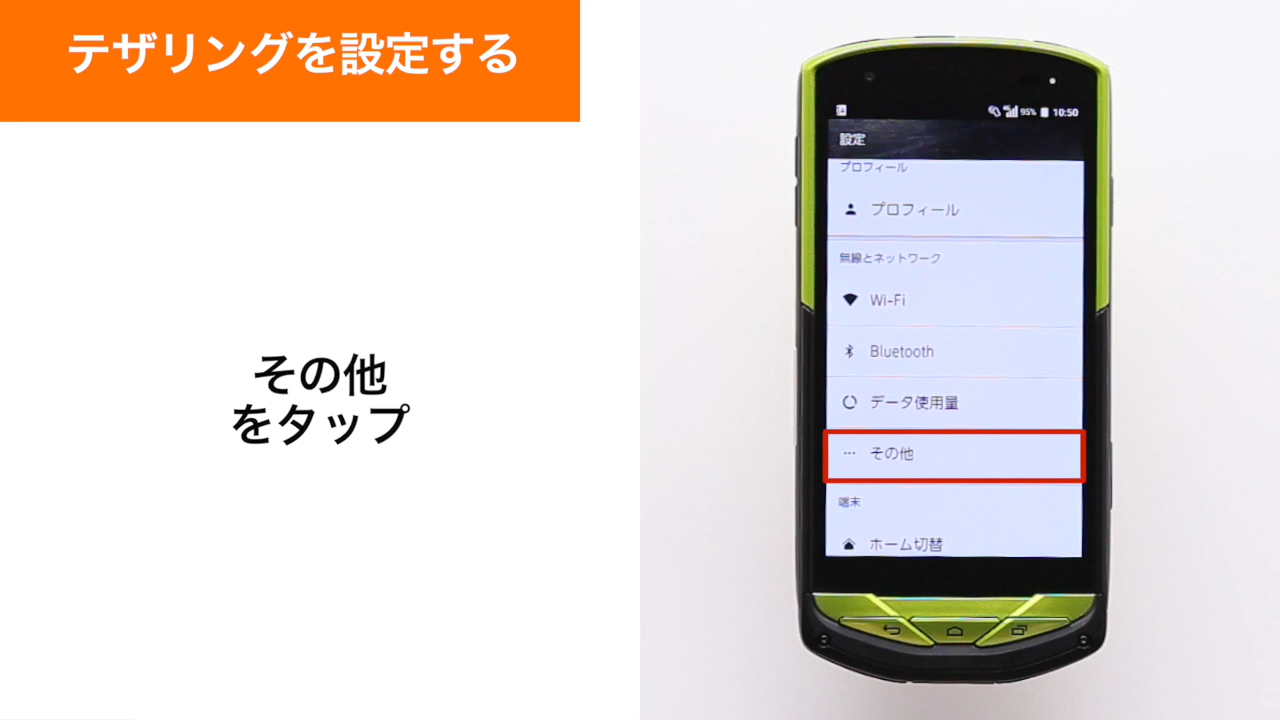 テザリングを設定する
その他
をタップ
95% 10:50
設定
プロフィール
プロフィール
無線とネットワーク
Wi-Fi
Bluetooth
データ使用量
その他
端末
ホーム切替